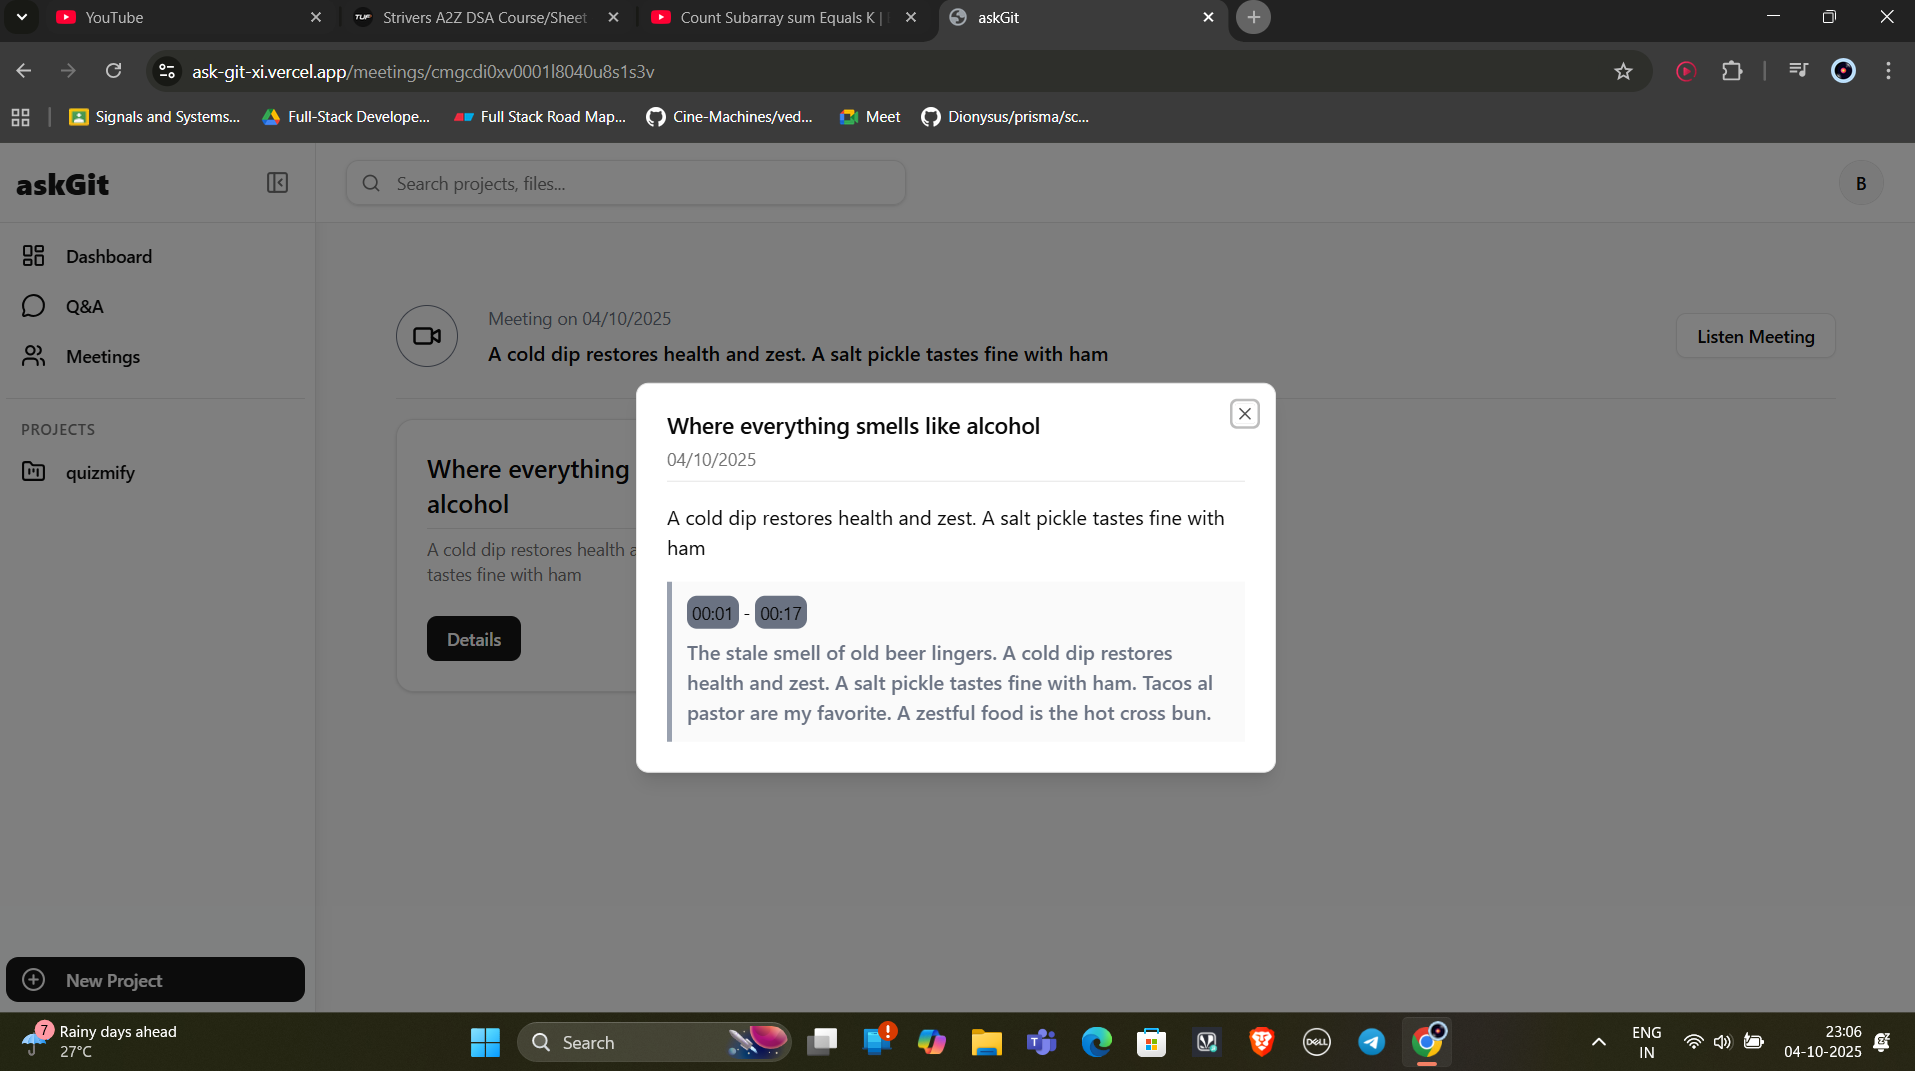 YouTube
Strivers A2Z DSA Course/Sheet
Count Subarray sum Equals K |
askGit
ask-git-xi.vercel.app/meetings/cmgcdi0xv0001l8040u8s1s3v
Signals and Systems...
Full-Stack Develope...
Full Stack Road Map...
Cine-Machines/ved...
Meet
Dionysus/prisma/sc...
askGit
Search projects, files...
B
Dashboard
Q&A
Meetings
PROJECTS
quizmify
New Project
Meeting on 04/10/2025
A cold dip restores health and zest. A salt pickle tastes fine with ham
Listen Meeting
Where everything
alcohol
A cold dip restores health
tastes fine with ham
Details
Where everything smells like alcohol
04/10/2025
A cold dip restores health and zest. A salt pickle tastes fine with
ham
00:01 - 00:17
The stale smell of old beer lingers. A cold dip restores
health and zest. A salt pickle tastes fine with ham. Tacos al
pastor are my favorite. A zestful food is the hot cross bun.
7
Rainy days ahead
27°C
Search
DELL
ENG
IN
23:06
04-10-2025